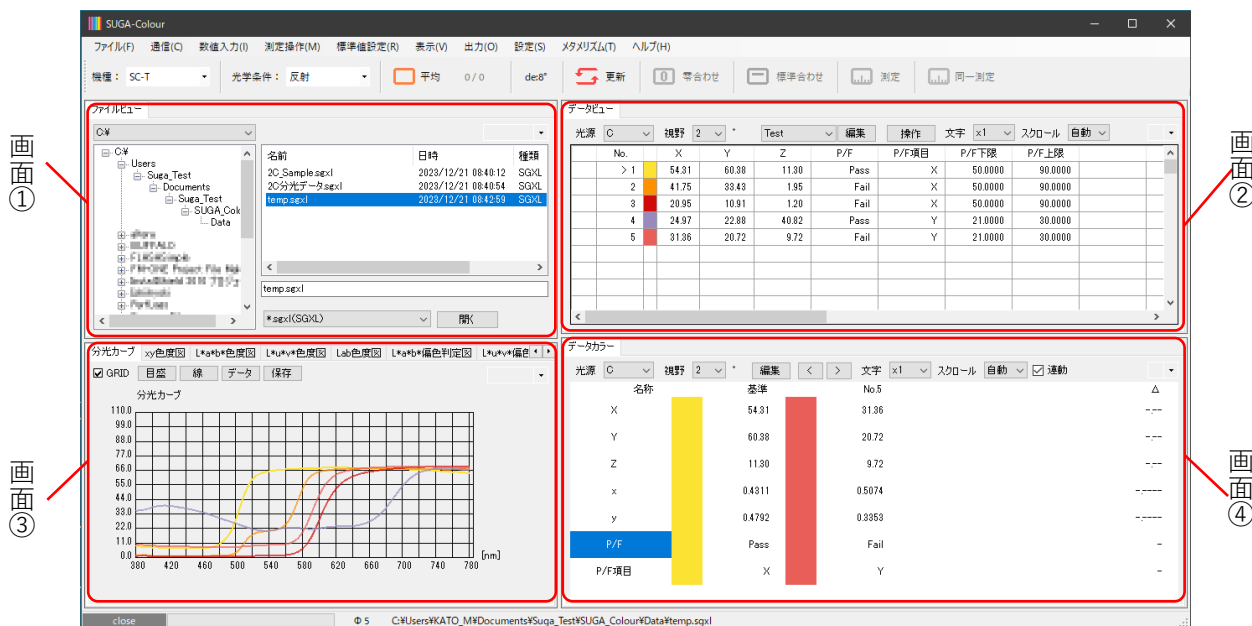 SUGA-Colour
ファイル(F) 通信(C) 数値入力(I) 測定操作(M) 標準値設定(R) 表示(V) 出力(O) 設定(S) メタメリズム(T) ヘルプ(H)
機種： SC-T 光学条件： 反射 平均 0 / 0 de:8° 更新 0 零合わせ 標準合わせ 測定 同一測定
画面①
ファイルビュー
C:¥
C:¥
Users
Suga_Test
Documents
Suga_Test
SUGA_Colo
Data
名前 日時 種類
2C_Sample.sgxl 2023/12/21 08:40:12 SGXL
2C分光データ.sgxl 2023/12/21 08:40:54 SGXL
temp.sgxl 2023/12/21 08:42:59 SGXL
temp.sgxl
*.sgxl(SGXL) 開く
画面②
データビュー
光源 C 視野 2 ° Test 編集 操作 文字 x1 スクロール 自動
No. X Y Z P/F P/F項目 P/F下限 P/F上限
> 1 54.31 60.38 11.30 Pass X 50.0000 90.0000
2 41.75 33.43 1.95 Fail X 50.0000 90.0000
3 20.95 10.91 1.20 Fail X 50.0000 90.0000
4 24.97 22.88 40.82 Pass Y 21.0000 30.0000
5 31.36 20.72 9.72 Fail Y 21.0000 30.0000
画面③
分光カーブ xy色度図 L*a*b*色度図 L*u*v*色度図 Lab色度図 L*a*b*偏色判定図 L*u*v*偏色
GRID 目盛 線 データ 保存
分光カーブ
110.0
99.0
88.0
77.0
66.0
55.0
44.0
33.0
22.0
11.0
0.0
380 420 460 500 540 580 620 660 700 740 780 [nm]
画面④
データカラー
光源 C 視野 2 ° 編集 < > 文字 x1 スクロール 自動 連動
名称 基準 No.5 Δ
X 54.31 31.36 -.--
Y 60.38 20.72 -.--
Z 11.30 9.72 -.--
x 0.4311 0.5074 -.----
y 0.4792 0.3353 -.----
P/F Pass Fail -
P/F項目 X Y -
close Φ 5 C:¥Users¥KATO_M¥Documents¥Suga_Test¥SUGA_Colour¥Data¥temp.sgxl